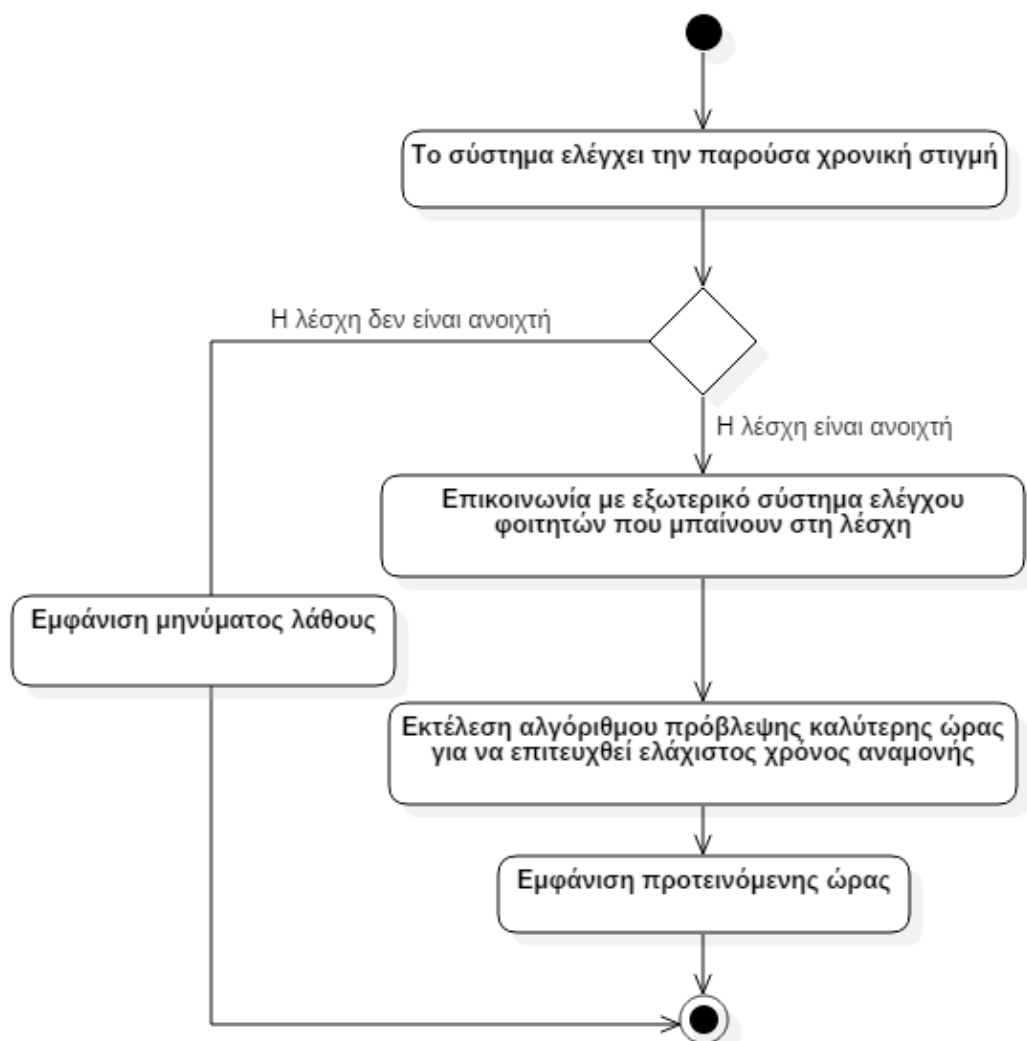 Το σύστημα ελέγχει την παρούσα χρονική στιγμή
Η λέσχη δεν είναι ανοιχτή
Η λέσχη είναι ανοιχτή
Επικοινωνία με εξωτερικό σύστημα ελέγχου
φοιτητών που μπαίνουν στη λέσχη
Εμφάνιση μηνύματος λάθους
Εκτέλεση αλγόριθμου πρόβλεψης καλύτερης ώρας
για να επιτευχθεί ελάχιστος χρόνος αναμονής
Εμφάνιση προτεινόμενης ώρας